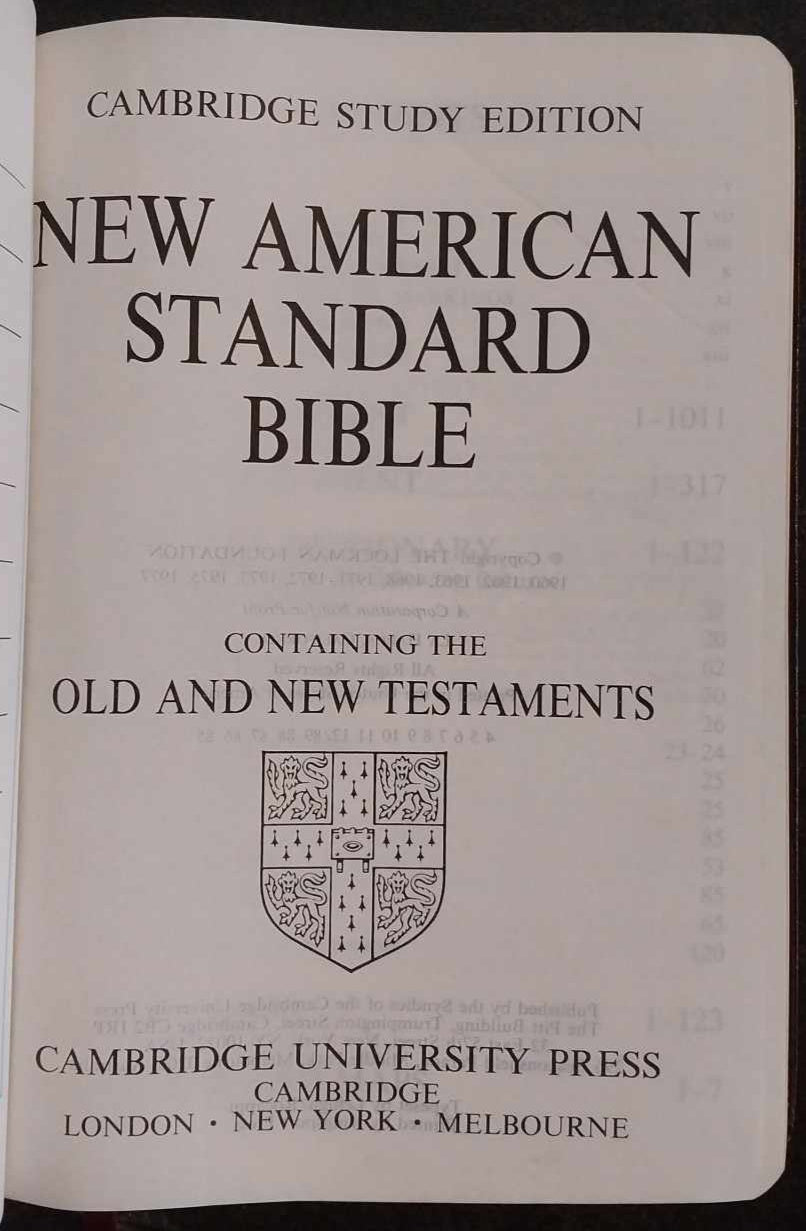 CAMBRIDGE STUDY EDITION
NEW AMERICAN
STANDARD
BIBLE
CONTAINING THE
OLD AND NEW TESTAMENTS
CAMBRIDGE UNIVERSITY PRESS
CAMBRIDGE
LONDON · NEW YORK · MELBOURNE